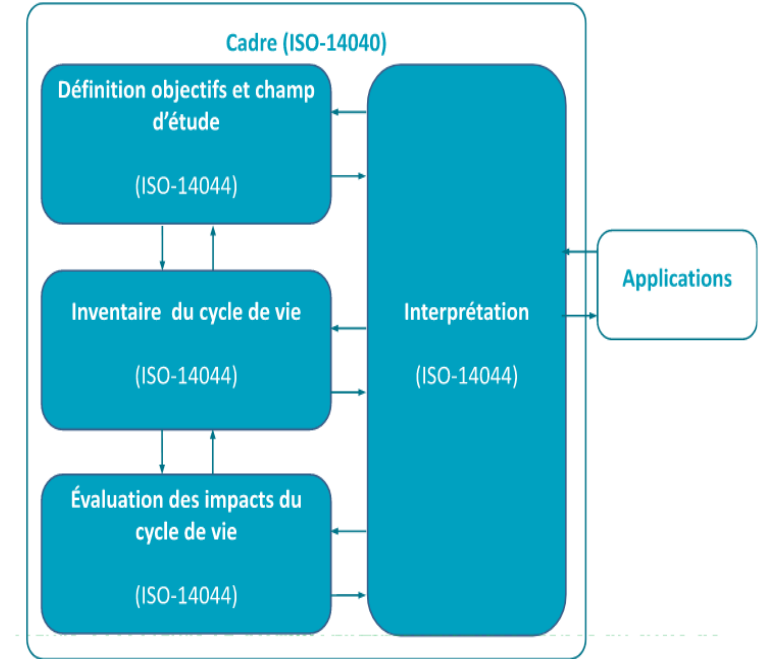 Cadre (ISO-14040)
Définition objectifs et champ
d'étude
(ISO-14044)
Inventaire du cycle de vie
(ISO-14044)
Évaluation des impacts du
cycle de vie
(ISO-14044)
Interprétation
(ISO-14044)
Applications